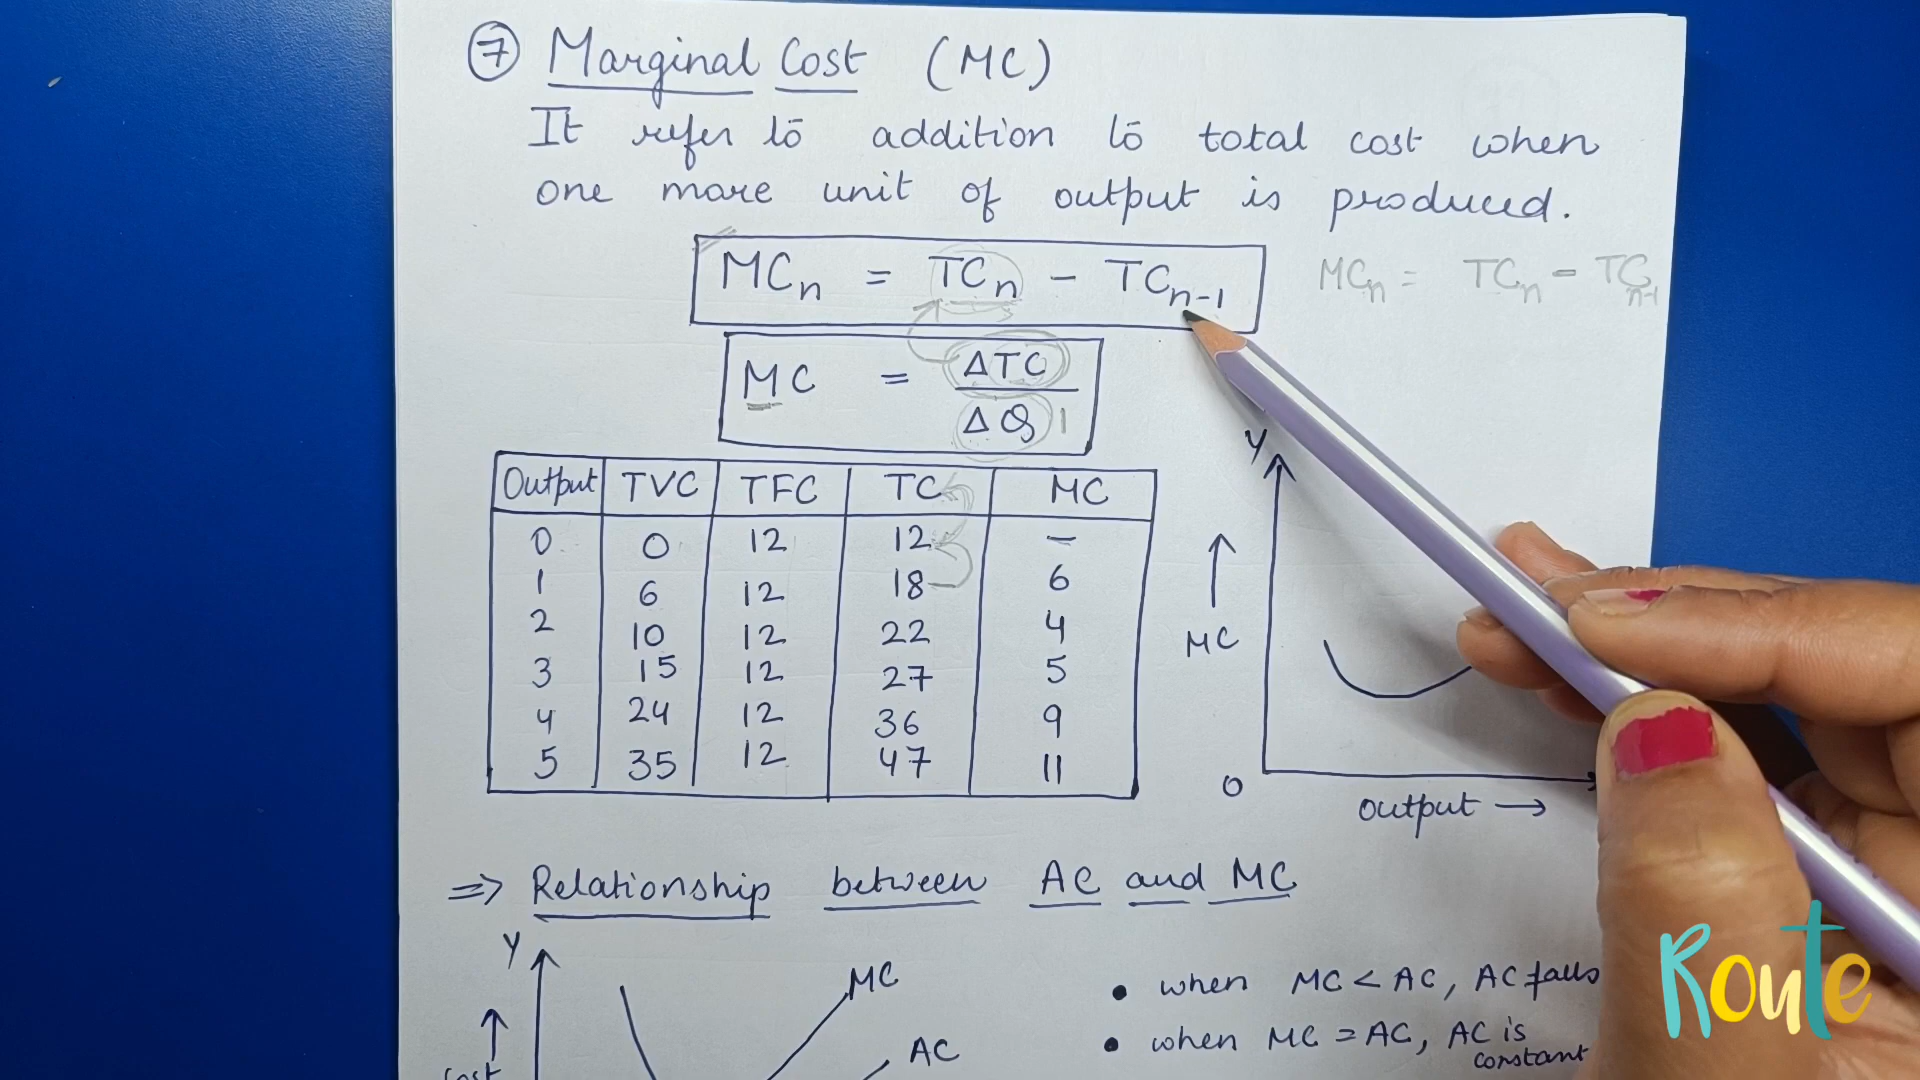 7 Marginal Cost (MC)
It refer to addition to total cost when
one more unit of output is produced.
MCn = TCn - TCn-1
MCn = TCn - TCn-1
MC = ΔTC / ΔQ 1
Output TVC TFC TC MC
0 0 12 12 -
1 6 12 18 6
2 10 12 22 4
3 15 12 27 5
4 24 12 36 9
5 35 12 47 11
Y
↑
MC
0
Output →
⇒ Relationship between AC and MC
Y
↑
Cost
MC
AC
• when MC < AC, AC falls
• when MC = AC, AC is
constant
Route